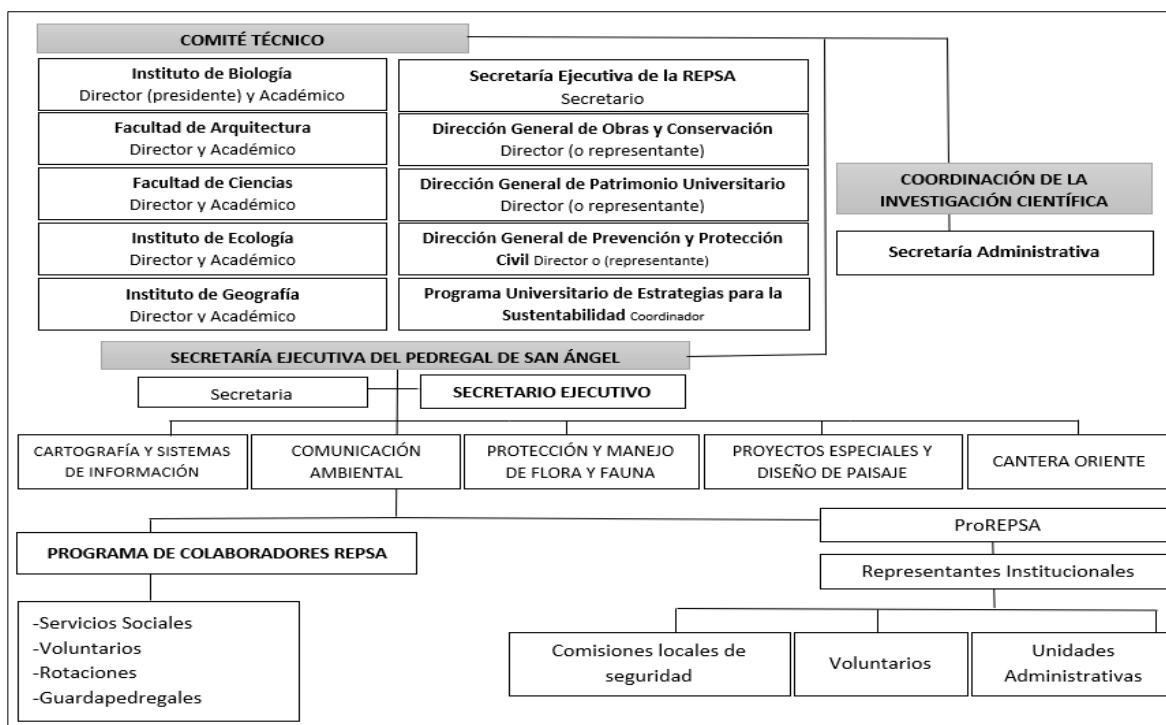 COMITÉ TÉCNICO
Instituto de Biología
Director (presidente) y Académico
Facultad de Arquitectura
Director y Académico
Facultad de Ciencias
Director y Académico
Instituto de Ecología
Director y Académico
Instituto de Geografía
Director y Académico
Secretaría Ejecutiva de la REPSA
Secretario
Dirección General de Obras y Conservación
Director (o representante)
Dirección General de Patrimonio Universitario
Director (o representante)
Dirección General de Prevención y Protección
Civil Director o (representante)
Programa Universitario de Estrategias para la
Sustentabilidad Coordinador
COORDINACIÓN DE LA
INVESTIGACIÓN CIENTÍFICA
Secretaría Administrativa
SECRETARÍA EJECUTIVA DEL PEDREGAL DE SAN ÁNGEL
Secretaria
SECRETARIO EJECUTIVO
CARTOGRAFÍA Y SISTEMAS
DE INFORMACIÓN
COMUNICACIÓN
AMBIENTAL
PROTECCIÓN Y MANEJO
DE FLORA Y FAUNA
PROYECTOS ESPECIALES Y
DISEÑO DE PAISAJE
CANTERA ORIENTE
PROGRAMA DE COLABORADORES REPSA
-Servicios Sociales
-Voluntarios
-Rotaciones
-Guardapedregales
ProREPSA
Representantes Institucionales
Comisiones locales de
seguridad
Voluntarios
Unidades
Administrativas